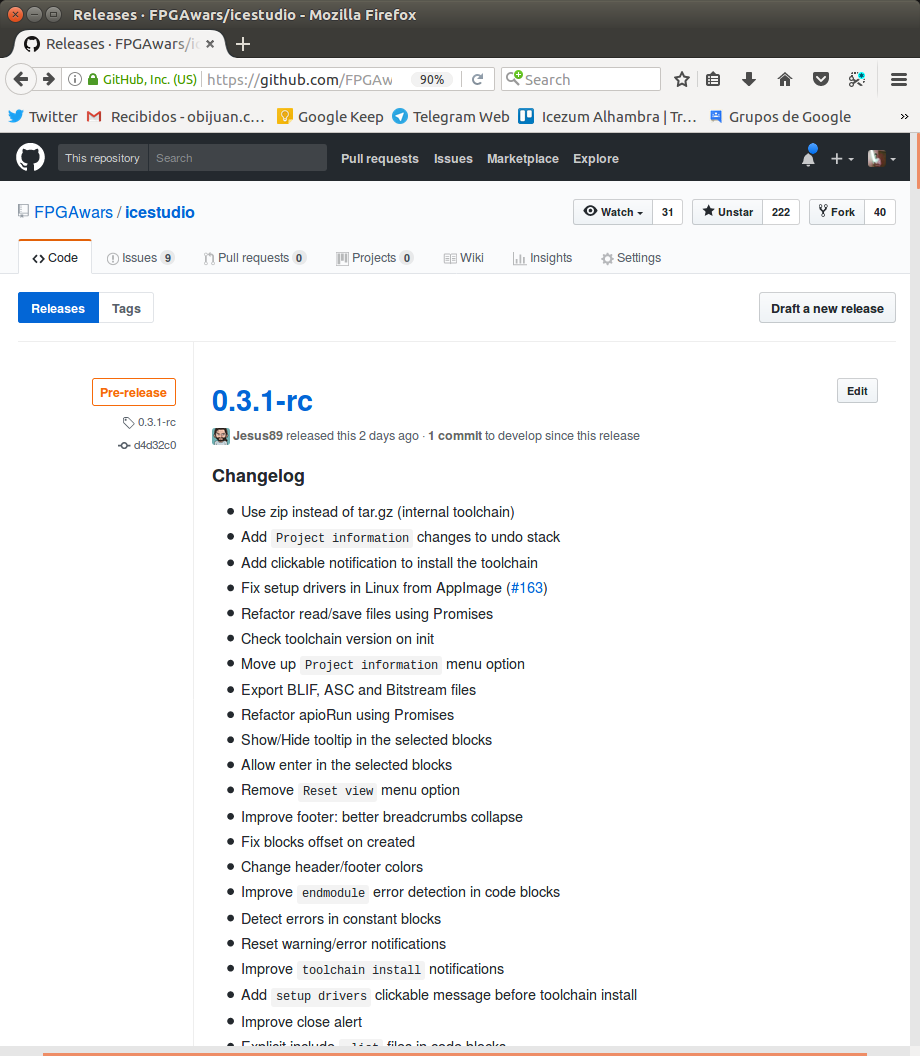 Releases · FPGAwars/icestudio - Mozilla Firefox
Releases · FPGAwars/i
GitHub, Inc. (US) https://github.com/FPGAw 90% Search
Twitter Recibidos - obijuan.c... Google Keep Telegram Web Icezum Alhambra | Tr... Grupos de Google »
This repository Search Pull requests Issues Marketplace Explore
FPGAwars / icestudio Watch 31 Unstar 222 Fork 40
Code Issues 9 Pull requests 0 Projects 0 Wiki Insights Settings
Releases Tags Draft a new release
Pre-release
0.3.1-rc
d4d32c0
0.3.1-rc Edit
Jesus89 released this 2 days ago · 1 commit to develop since this release
Changelog
• Use zip instead of tar.gz (internal toolchain)
• Add Project information changes to undo stack
• Add clickable notification to install the toolchain
• Fix setup drivers in Linux from AppImage (#163)
• Refactor read/save files using Promises
• Check toolchain version on init
• Move up Project information menu option
• Export BLIF, ASC and Bitstream files
• Refactor apioRun using Promises
• Show/Hide tooltip in the selected blocks
• Allow enter in the selected blocks
• Remove Reset view menu option
• Improve footer: better breadcrumbs collapse
• Fix blocks offset on created
• Change header/footer colors
• Improve endmodule error detection in code blocks
• Detect errors in constant blocks
• Reset warning/error notifications
• Improve toolchain install notifications
• Add setup drivers clickable message before toolchain install
• Improve close alert
• Explicit include .list files in code blocks